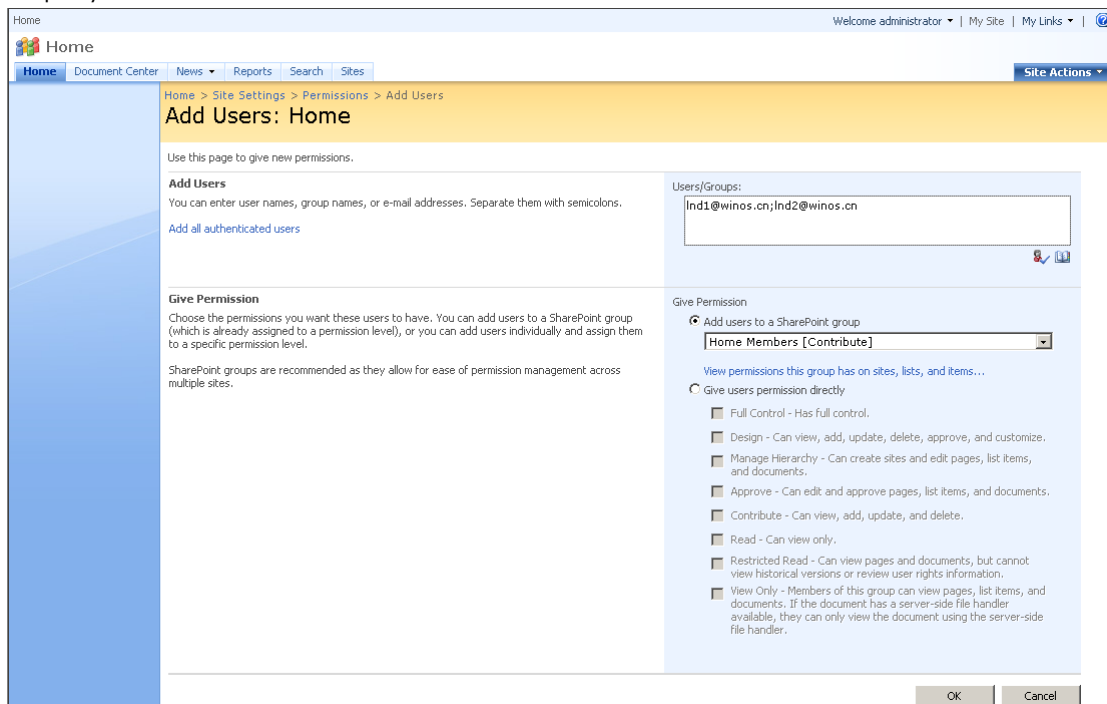 Home
Welcome administrator | My Site | My Links |
Home
Home Document Center News Reports Search Sites
Site Actions
Home > Site Settings > Permissions > Add Users
Add Users: Home
Use this page to give new permissions.
Add Users
You can enter user names, group names, or e-mail addresses. Separate them with semicolons.
Add all authenticated users
Users/Groups:
lnd1@winos.cn;lnd2@winos.cn
Give Permission
Choose the permissions you want these users to have. You can add users to a SharePoint group
(which is already assigned to a permission level), or you can add users individually and assign them
to a specific permission level.
SharePoint groups are recommended as they allow for ease of permission management across
multiple sites.
Give Permission
Add users to a SharePoint group
Home Members [Contribute]
View permissions this group has on sites, lists, and items...
Give users permission directly
Full Control - Has full control.
Design - Can view, add, update, delete, approve, and customize.
Manage Hierarchy - Can create sites and edit pages, list items,
and documents.
Approve - Can edit and approve pages, list items, and documents.
Contribute - Can view, add, update, and delete.
Read - Can view only.
Restricted Read - Can view pages and documents, but cannot
view historical versions or review user rights information.
View Only - Members of this group can view pages, list items, and
documents. If the document has a server-side file handler
available, they can only view the document using the server-side
file handler.
OK Cancel